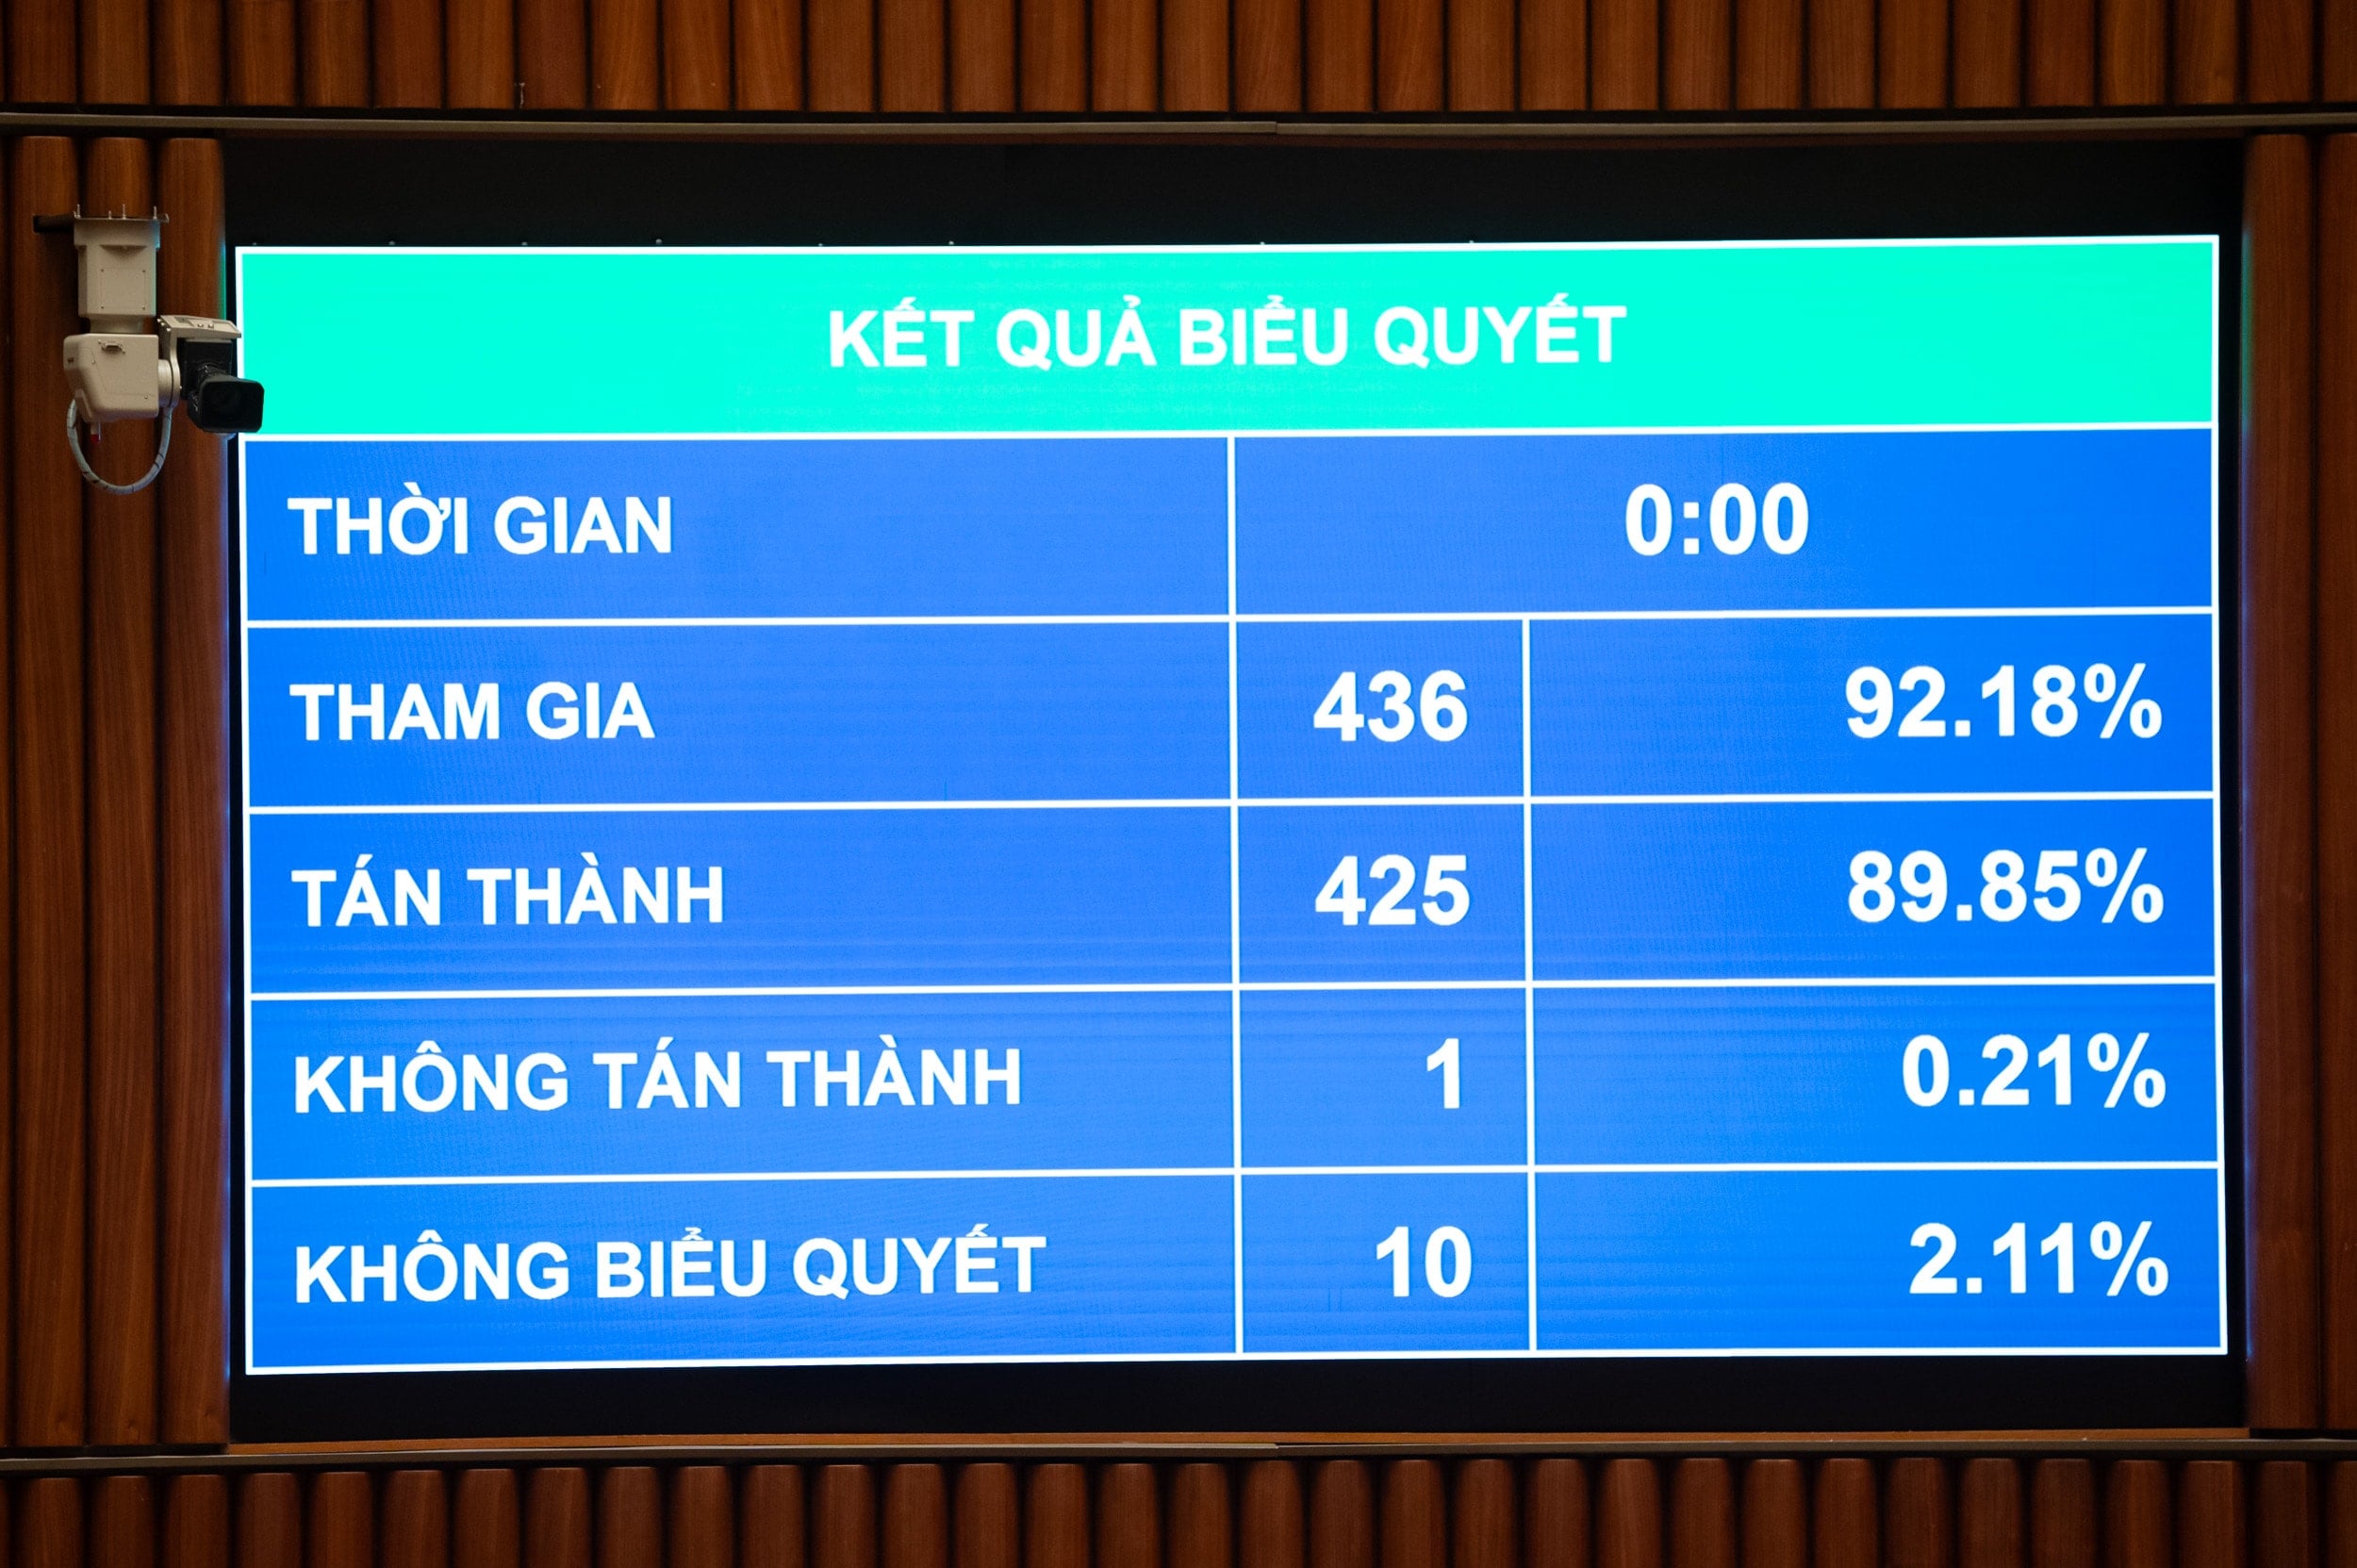 KẾT QUẢ BIỂU QUYẾT
THỜI GIAN 0:00
THAM GIA 436 92.18%
TÁN THÀNH 425 89.85%
KHÔNG TÁN THÀNH 1 0.21%
KHÔNG BIỂU QUYẾT 10 2.11%